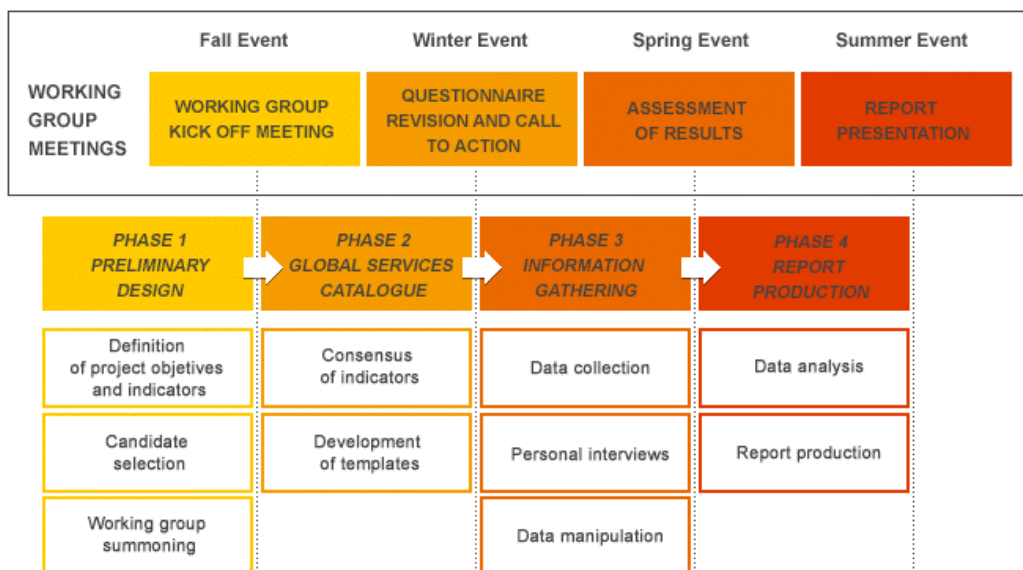 Fall Event
Winter Event
Spring Event
Summer Event
WORKING
GROUP
MEETINGS
WORKING GROUP
KICK OFF MEETING
QUESTIONNAIRE
REVISION AND CALL
TO ACTION
ASSESSMENT
OF RESULTS
REPORT
PRESENTATION
PHASE 1
PRELIMINARY
DESIGN
PHASE 2
GLOBAL SERVICES
CATALOGUE
PHASE 3
INFORMATION
GATHERING
PHASE 4
REPORT
PRODUCTION
Definition
of project objetives
and indicators
Consensus
of indicators
Data collection
Data analysis
Candidate
selection
Development
of templates
Personal interviews
Report production
Working group
summoning
Data manipulation